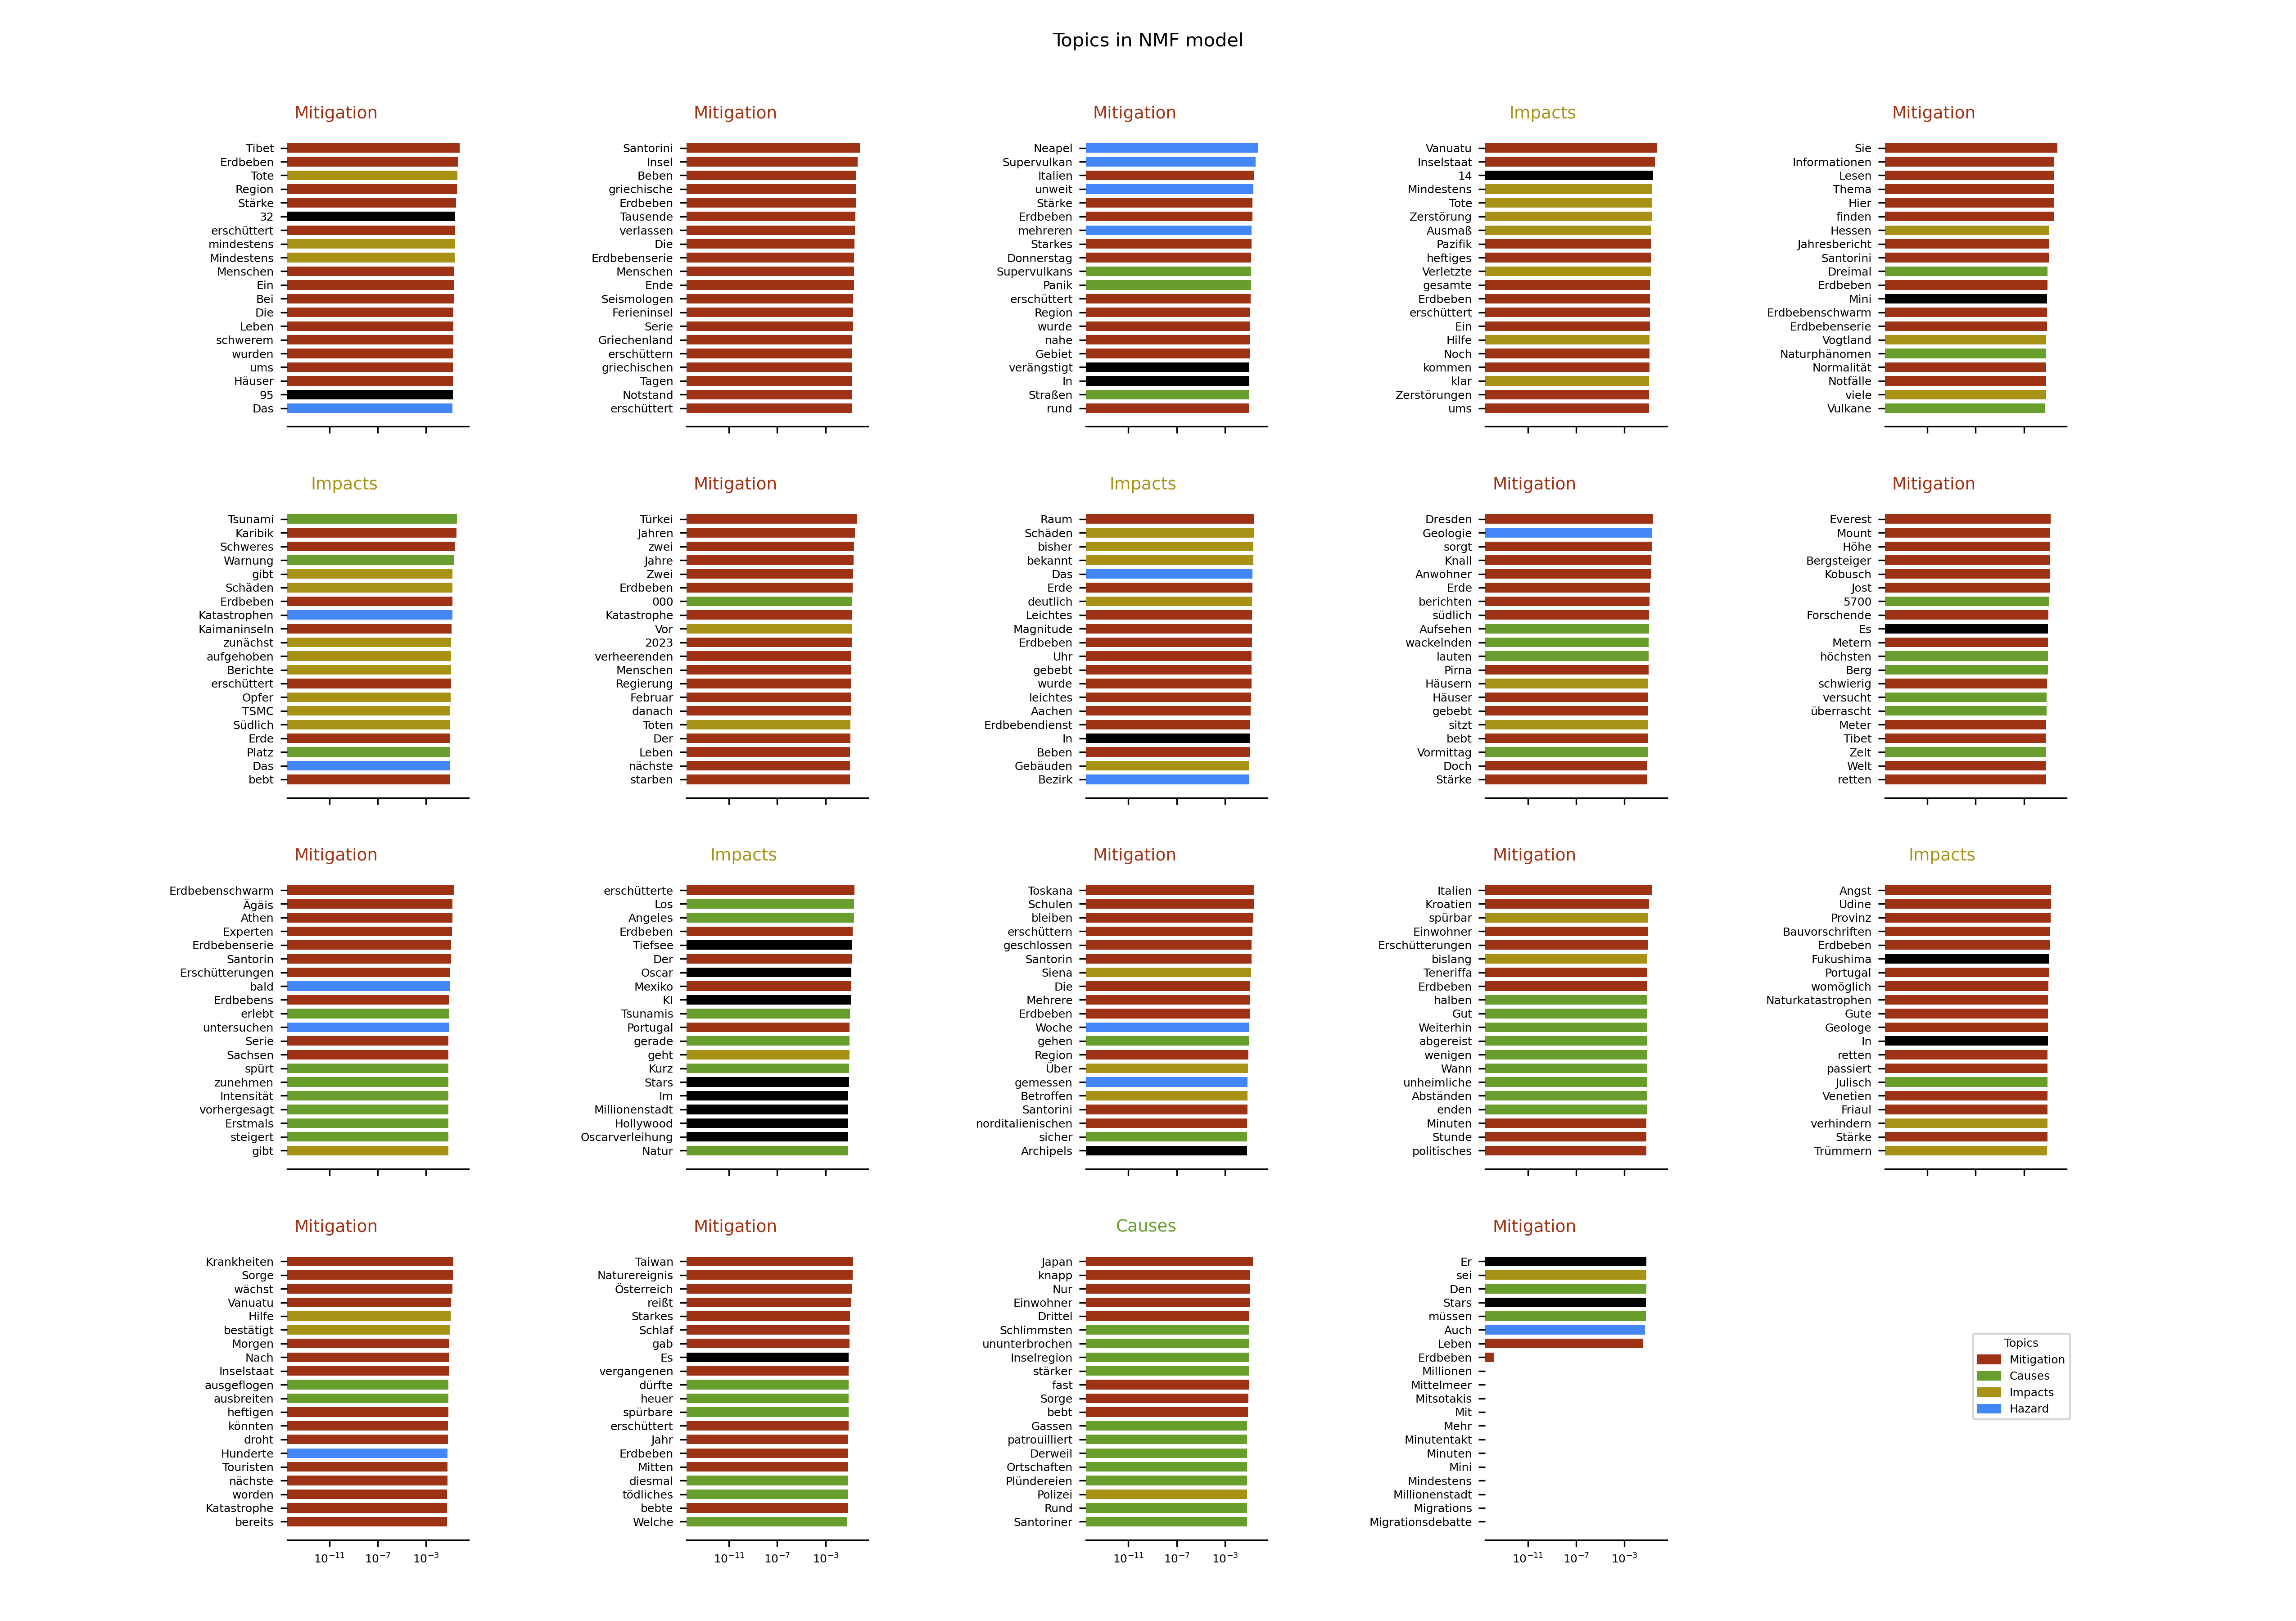 Topics in NMF model
Mitigation
Tibet
Erdbeben
Tote
Region
Stärke
32
erschüttert
mindestens
Mindestens
Menschen
Ein
Bei
Die
Leben
schwerem
wurden
ums
Häuser
95
Das
Mitigation
Santorini
Insel
Beben
griechische
Erdbeben
Tausende
verlassen
Die
Erdbebenserie
Menschen
Ende
Seismologen
Ferieninsel
Serie
Griechenland
erschüttern
griechischen
Tagen
Notstand
erschüttert
Mitigation
Neapel
Supervulkan
Italien
unweit
Stärke
Erdbeben
mehreren
Starkes
Donnerstag
Supervulkans
Panik
erschüttert
Region
wurde
nahe
Gebiet
verängstigt
In
Straßen
rund
Impacts
Vanuatu
Inselstaat
14
Mindestens
Tote
Zerstörung
Ausmaß
Pazifik
heftiges
Verletzte
gesamte
Erdbeben
erschüttert
Ein
Hilfe
Noch
kommen
klar
Zerstörungen
ums
Mitigation
Sie
Informationen
Lesen
Thema
Hier
finden
Hessen
Jahresbericht
Santorini
Dreimal
Erdbeben
Mini
Erdbebenschwarm
Erdbebenserie
Vogtland
Naturphänomen
Normalität
Notfälle
viele
Vulkane
Impacts
Tsunami
Karibik
Schweres
Warnung
gibt
Schäden
Erdbeben
Katastrophen
Kaimaninseln
zunächst
aufgehoben
Berichte
erschüttert
Opfer
TSMC
Südlich
Erde
Platz
Das
bebt
Mitigation
Türkei
Jahren
zwei
Jahre
Zwei
Erdbeben
000
Katastrophe
Vor
2023
verheerenden
Menschen
Regierung
Februar
danach
Toten
Der
Leben
nächste
starben
Impacts
Raum
Schäden
bisher
bekannt
Das
Erde
deutlich
Leichtes
Magnitude
Erdbeben
Uhr
gebebt
wurde
leichtes
Aachen
Erdbebendienst
In
Beben
Gebäuden
Bezirk
Mitigation
Dresden
Geologie
sorgt
Knall
Anwohner
Erde
berichten
südlich
Aufsehen
wackelnden
lauten
Pirna
Häusern
Häuser
gebebt
sitzt
bebt
Vormittag
Doch
Stärke
Mitigation
Everest
Mount
Höhe
Bergsteiger
Kobusch
Jost
5700
Forschende
Es
Metern
höchsten
Berg
schwierig
versucht
überrascht
Meter
Tibet
Zelt
Welt
retten
Mitigation
Erdbebenschwarm
Ägäis
Athen
Experten
Erdbebenserie
Santorin
Erschütterungen
bald
Erdbebens
erlebt
untersuchen
Serie
Sachsen
spürt
zunehmen
Intensität
vorhergesagt
Erstmals
steigert
gibt
Impacts
erschütterte
Los
Angeles
Erdbeben
Tiefsee
Der
Oscar
Mexiko
KI
Tsunamis
Portugal
gerade
geht
Kurz
Stars
Im
Millionenstadt
Hollywood
Oscarverleihung
Natur
Mitigation
Toskana
Schulen
bleiben
erschüttern
geschlossen
Santorin
Siena
Die
Mehrere
Erdbeben
Woche
gehen
Region
Über
gemessen
Betroffen
Santorini
norditalienischen
sicher
Archipels
Mitigation
Italien
Kroatien
spürbar
Einwohner
Erschütterungen
bislang
Teneriffa
Erdbeben
halben
Gut
Weiterhin
abgereist
wenigen
Wann
unheimliche
Abständen
enden
Minuten
Stunde
politisches
Impacts
Angst
Udine
Provinz
Bauvorschriften
Erdbeben
Fukushima
Portugal
womöglich
Naturkatastrophen
Gute
Geologe
In
retten
passiert
Julisch
Venetien
Friaul
verhindern
Stärke
Trümmern
Mitigation
Krankheiten
Sorge
wächst
Vanuatu
Hilfe
bestätigt
Morgen
Nach
Inselstaat
ausgeflogen
ausbreiten
heftigen
könnten
droht
Hunderte
Touristen
nächste
worden
Katastrophe
bereits
10⁻¹¹ 10⁻⁷ 10⁻³
Mitigation
Taiwan
Naturereignis
Österreich
reißt
Starkes
Schlaf
gab
Es
vergangenen
dürfte
heuer
spürbare
erschüttert
Jahr
Erdbeben
Mitten
diesmal
tödliches
bebte
Welche
10⁻¹¹ 10⁻⁷ 10⁻³
Causes
Japan
knapp
Nur
Einwohner
Drittel
Schlimmsten
ununterbrochen
Inselregion
stärker
fast
Sorge
bebt
Gassen
patrouilliert
Derweil
Ortschaften
Plündereien
Polizei
Rund
Santoriner
10⁻¹¹ 10⁻⁷ 10⁻³
Mitigation
Er
sei
Den
Stars
müssen
Auch
Leben
Erdbeben
Millionen
Mittelmeer
Mitsotakis
Mit
Mehr
Minutentakt
Minuten
Mini
Mindestens
Millionenstadt
Migrations
Migrationsdebatte
10⁻¹¹ 10⁻⁷ 10⁻³
Topics
Mitigation
Causes
Impacts
Hazard